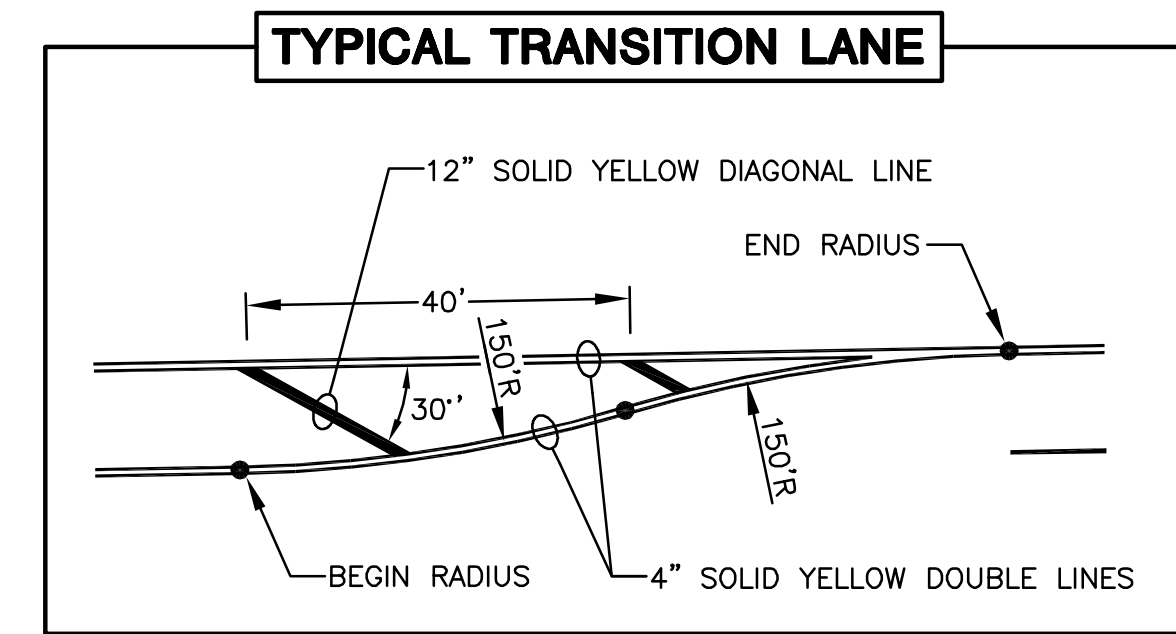 TYPICAL TRANSITION LANE
12” SOLID YELLOW DIAGONAL LINE
END RADIUS
40’
150’R
30°’
150’R
BEGIN RADIUS
4” SOLID YELLOW DOUBLE LINES